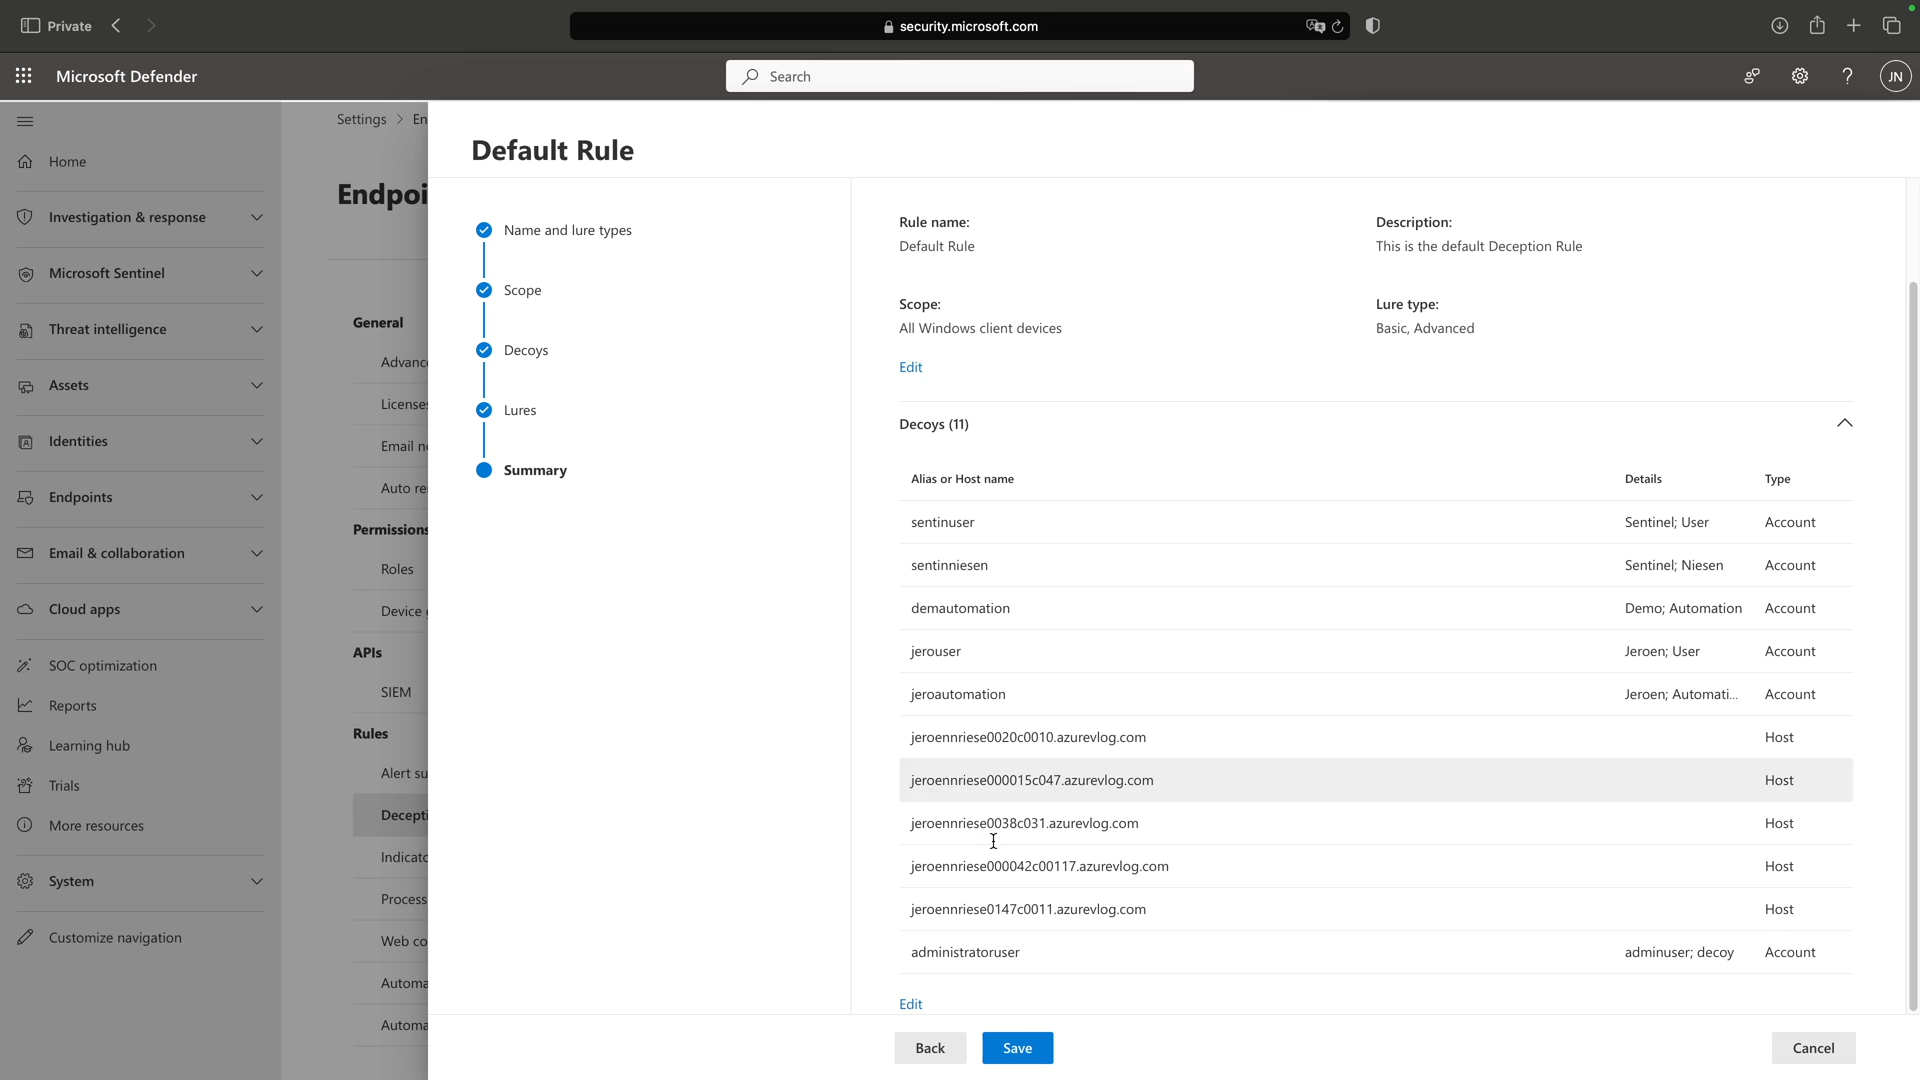 Private
security.microsoft.com
Microsoft Defender
Search
JN
Home
Investigation & response
Microsoft Sentinel
Threat intelligence
Assets
Identities
Endpoints
Email & collaboration
Cloud apps
SOC optimization
Reports
Learning hub
Trials
More resources
System
Customize navigation
Settings > En
Endpoi
General
Advanc
Licenses
Email no
Auto re
Permissions
Roles
Device g
APIs
SIEM
Rules
Alert su
Decepti
Indicato
Process
Web co
Automa
Automa
Default Rule
Name and lure types
Scope
Decoys
Lures
Summary
Rule name:
Default Rule
Description:
This is the default Deception Rule
Scope:
All Windows client devices
Lure type:
Basic, Advanced
Edit
Decoys (11)
Alias or Host name Details Type
sentinuser Sentinel; User Account
sentinniesen Sentinel; Niesen Account
demautomation Demo; Automation Account
jerouser Jeroen; User Account
jeroautomation Jeroen; Automati... Account
jeroennriese0020c0010.azurevlog.com Host
jeroennriese000015c047.azurevlog.com Host
jeroennriese0038c031.azurevlog.com Host
jeroennriese000042c00117.azurevlog.com Host
jeroennriese0147c0011.azurevlog.com Host
administratoruser adminuser; decoy Account
Edit
Back
Save
Cancel